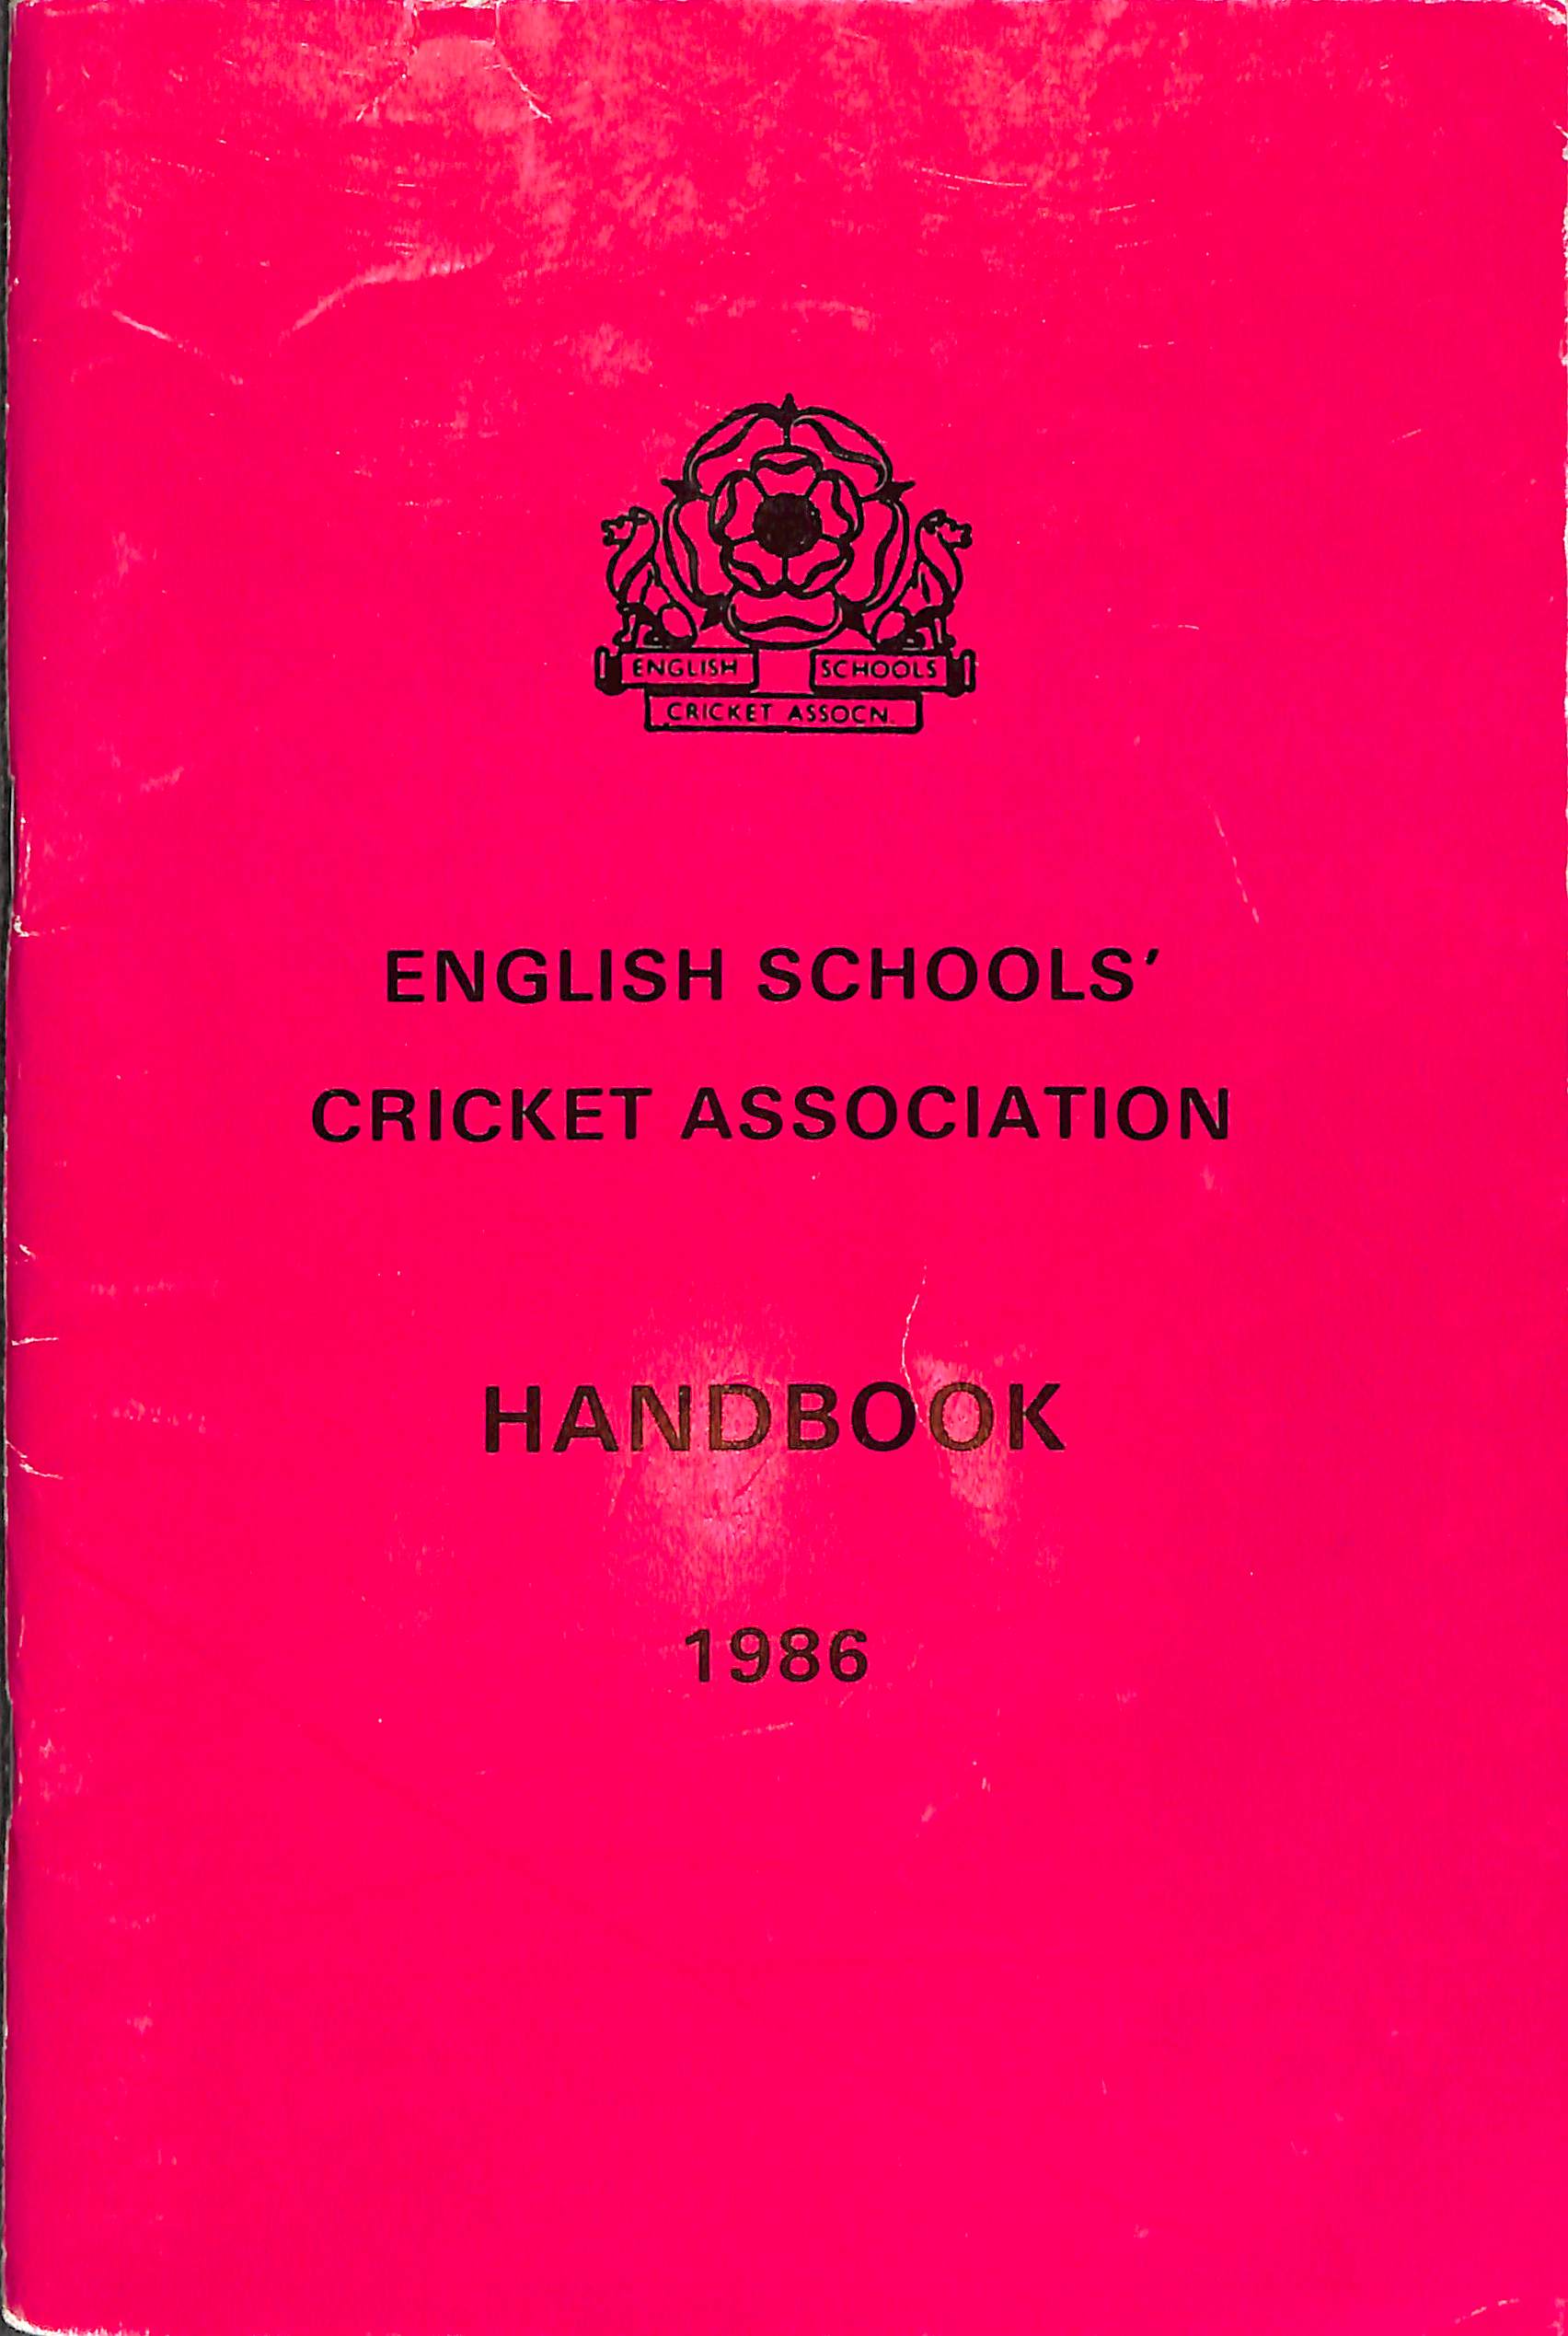 ENGLISH SCHOOLS
CRICKET ASSOCN.
ENGLISH SCHOOLS'
CRICKET ASSOCIATION
HANDBOOK
1986